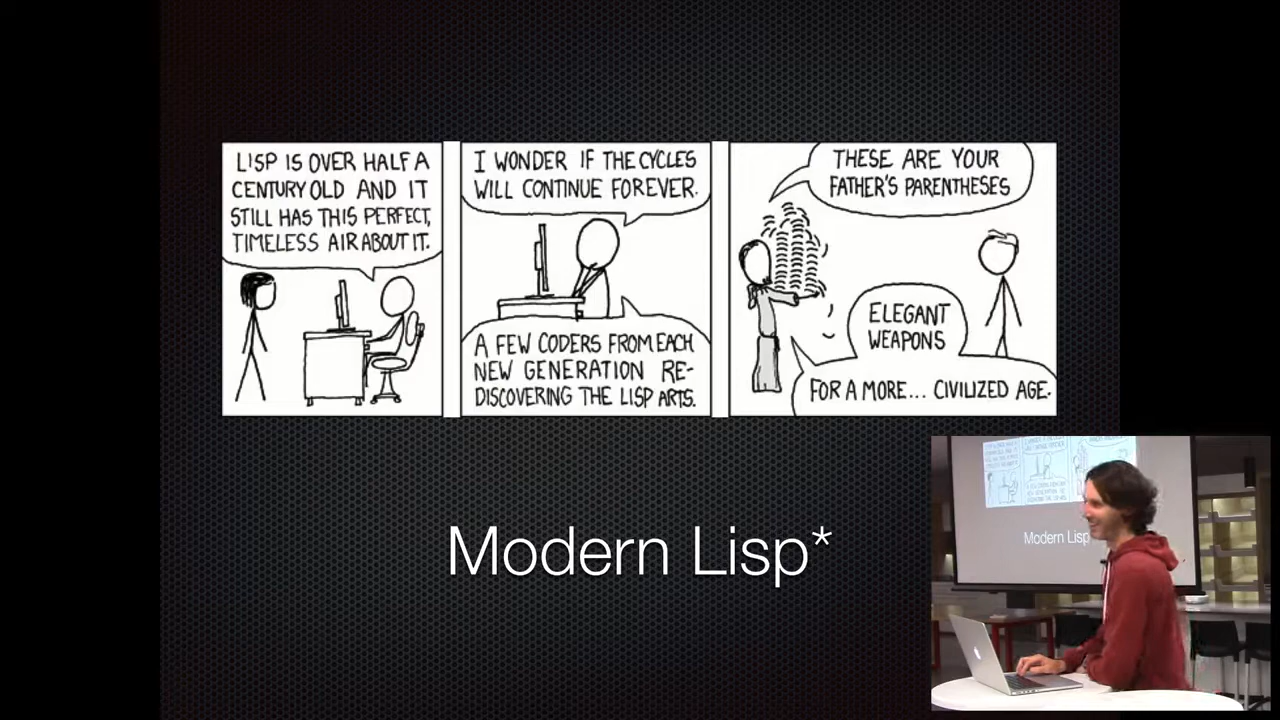 LISP IS OVER HALF A
CENTURY OLD AND IT
STILL HAS THIS PERFECT,
TIMELESS AIR ABOUT IT.
I WONDER IF THE CYCLES
WILL CONTINUE FOREVER.
A FEW CODERS FROM EACH
NEW GENERATION RE-
DISCOVERING THE LISP ARTS.
THESE ARE YOUR
FATHER'S PARENTHESES
ELEGANT
WEAPONS
FOR A MORE... CIVILIZED AGE.
Modern Lisp*
Modern Lisp